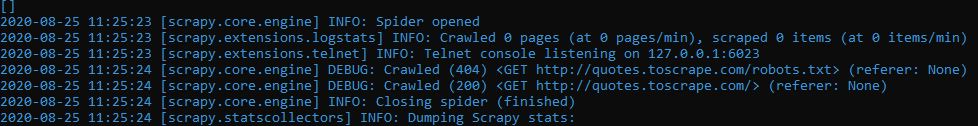 []
2020-08-25 11:25:23 [scrapy.core.engine] INFO: Spider opened
2020-08-25 11:25:23 [scrapy.extensions.logstats] INFO: Crawled 0 pages (at 0 pages/min), scraped 0 items (at 0 items/min)
2020-08-25 11:25:23 [scrapy.extensions.telnet] INFO: Telnet console listening on 127.0.0.1:6023
2020-08-25 11:25:24 [scrapy.core.engine] DEBUG: Crawled (404) <GET http://quotes.toscrape.com/robots.txt> (referer: None)
2020-08-25 11:25:24 [scrapy.core.engine] DEBUG: Crawled (200) <GET http://quotes.toscrape.com/> (referer: None)
2020-08-25 11:25:24 [scrapy.core.engine] INFO: Closing spider (finished)
2020-08-25 11:25:24 [scrapy.statscollectors] INFO: Dumping Scrapy stats: